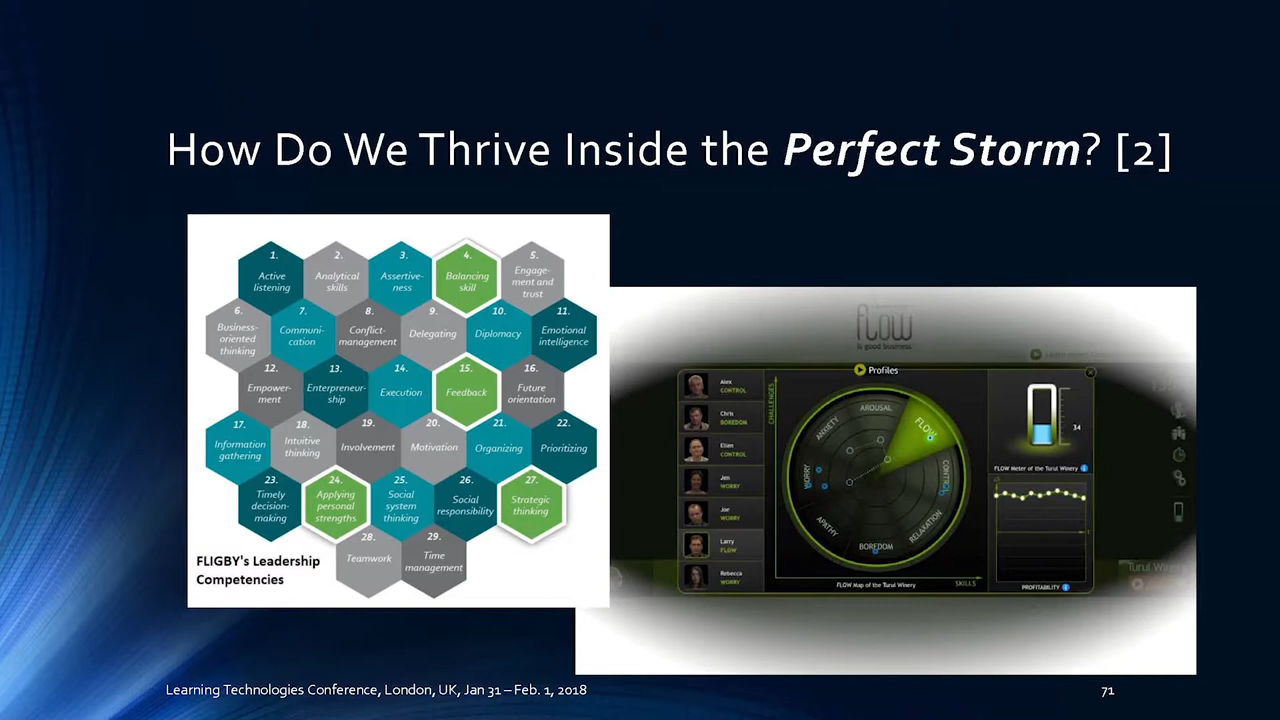 How Do We Thrive Inside the Perfect Storm? [2]
1.
Active
listening
2.
Analytical
skills
3.
Assertive-
ness
4.
Balancing
skill
5.
Engage-
ment and
trust
6.
Business-
oriented
thinking
7.
Communi-
cation
8.
Conflict-
management
9.
Delegating
10.
Diplomacy
11.
Emotional
intelligence
12.
Empower-
ment
13.
Enterpreneur-
ship
14.
Execution
15.
Feedback
16.
Future
orientation
17.
Information
gathering
18.
Intuitive
thinking
19.
Involvement
20.
Motivation
21.
Organizing
22.
Prioritizing
23.
Timely
decision-
making
24.
Applying
personal
strengths
25.
Social
system
thinking
26.
Social
responsibility
27.
Strategic
thinking
28.
Teamwork
29.
Time
management
FLIGBY's Leadership
Competencies
flow
is good business
Profiles
Alex
CONTROL
Chris
BOREDOM
Ellen
CONTROL
Jen
WORRY
Joe
WORRY
Larry
FLOW
Rebecca
WORRY
CHALLENGES
AROUSAL
FLOW
CONTROL
RELAXATION
BOREDOM
APATHY
WORRY
ANXIETY
SKILLS
FLOW Map of the Turul Winery
34
FLOW Meter of the Turul Winery
PROFITABILITY
Turul Winery
Learning Technologies Conference, London, UK, Jan 31 – Feb. 1, 2018
71